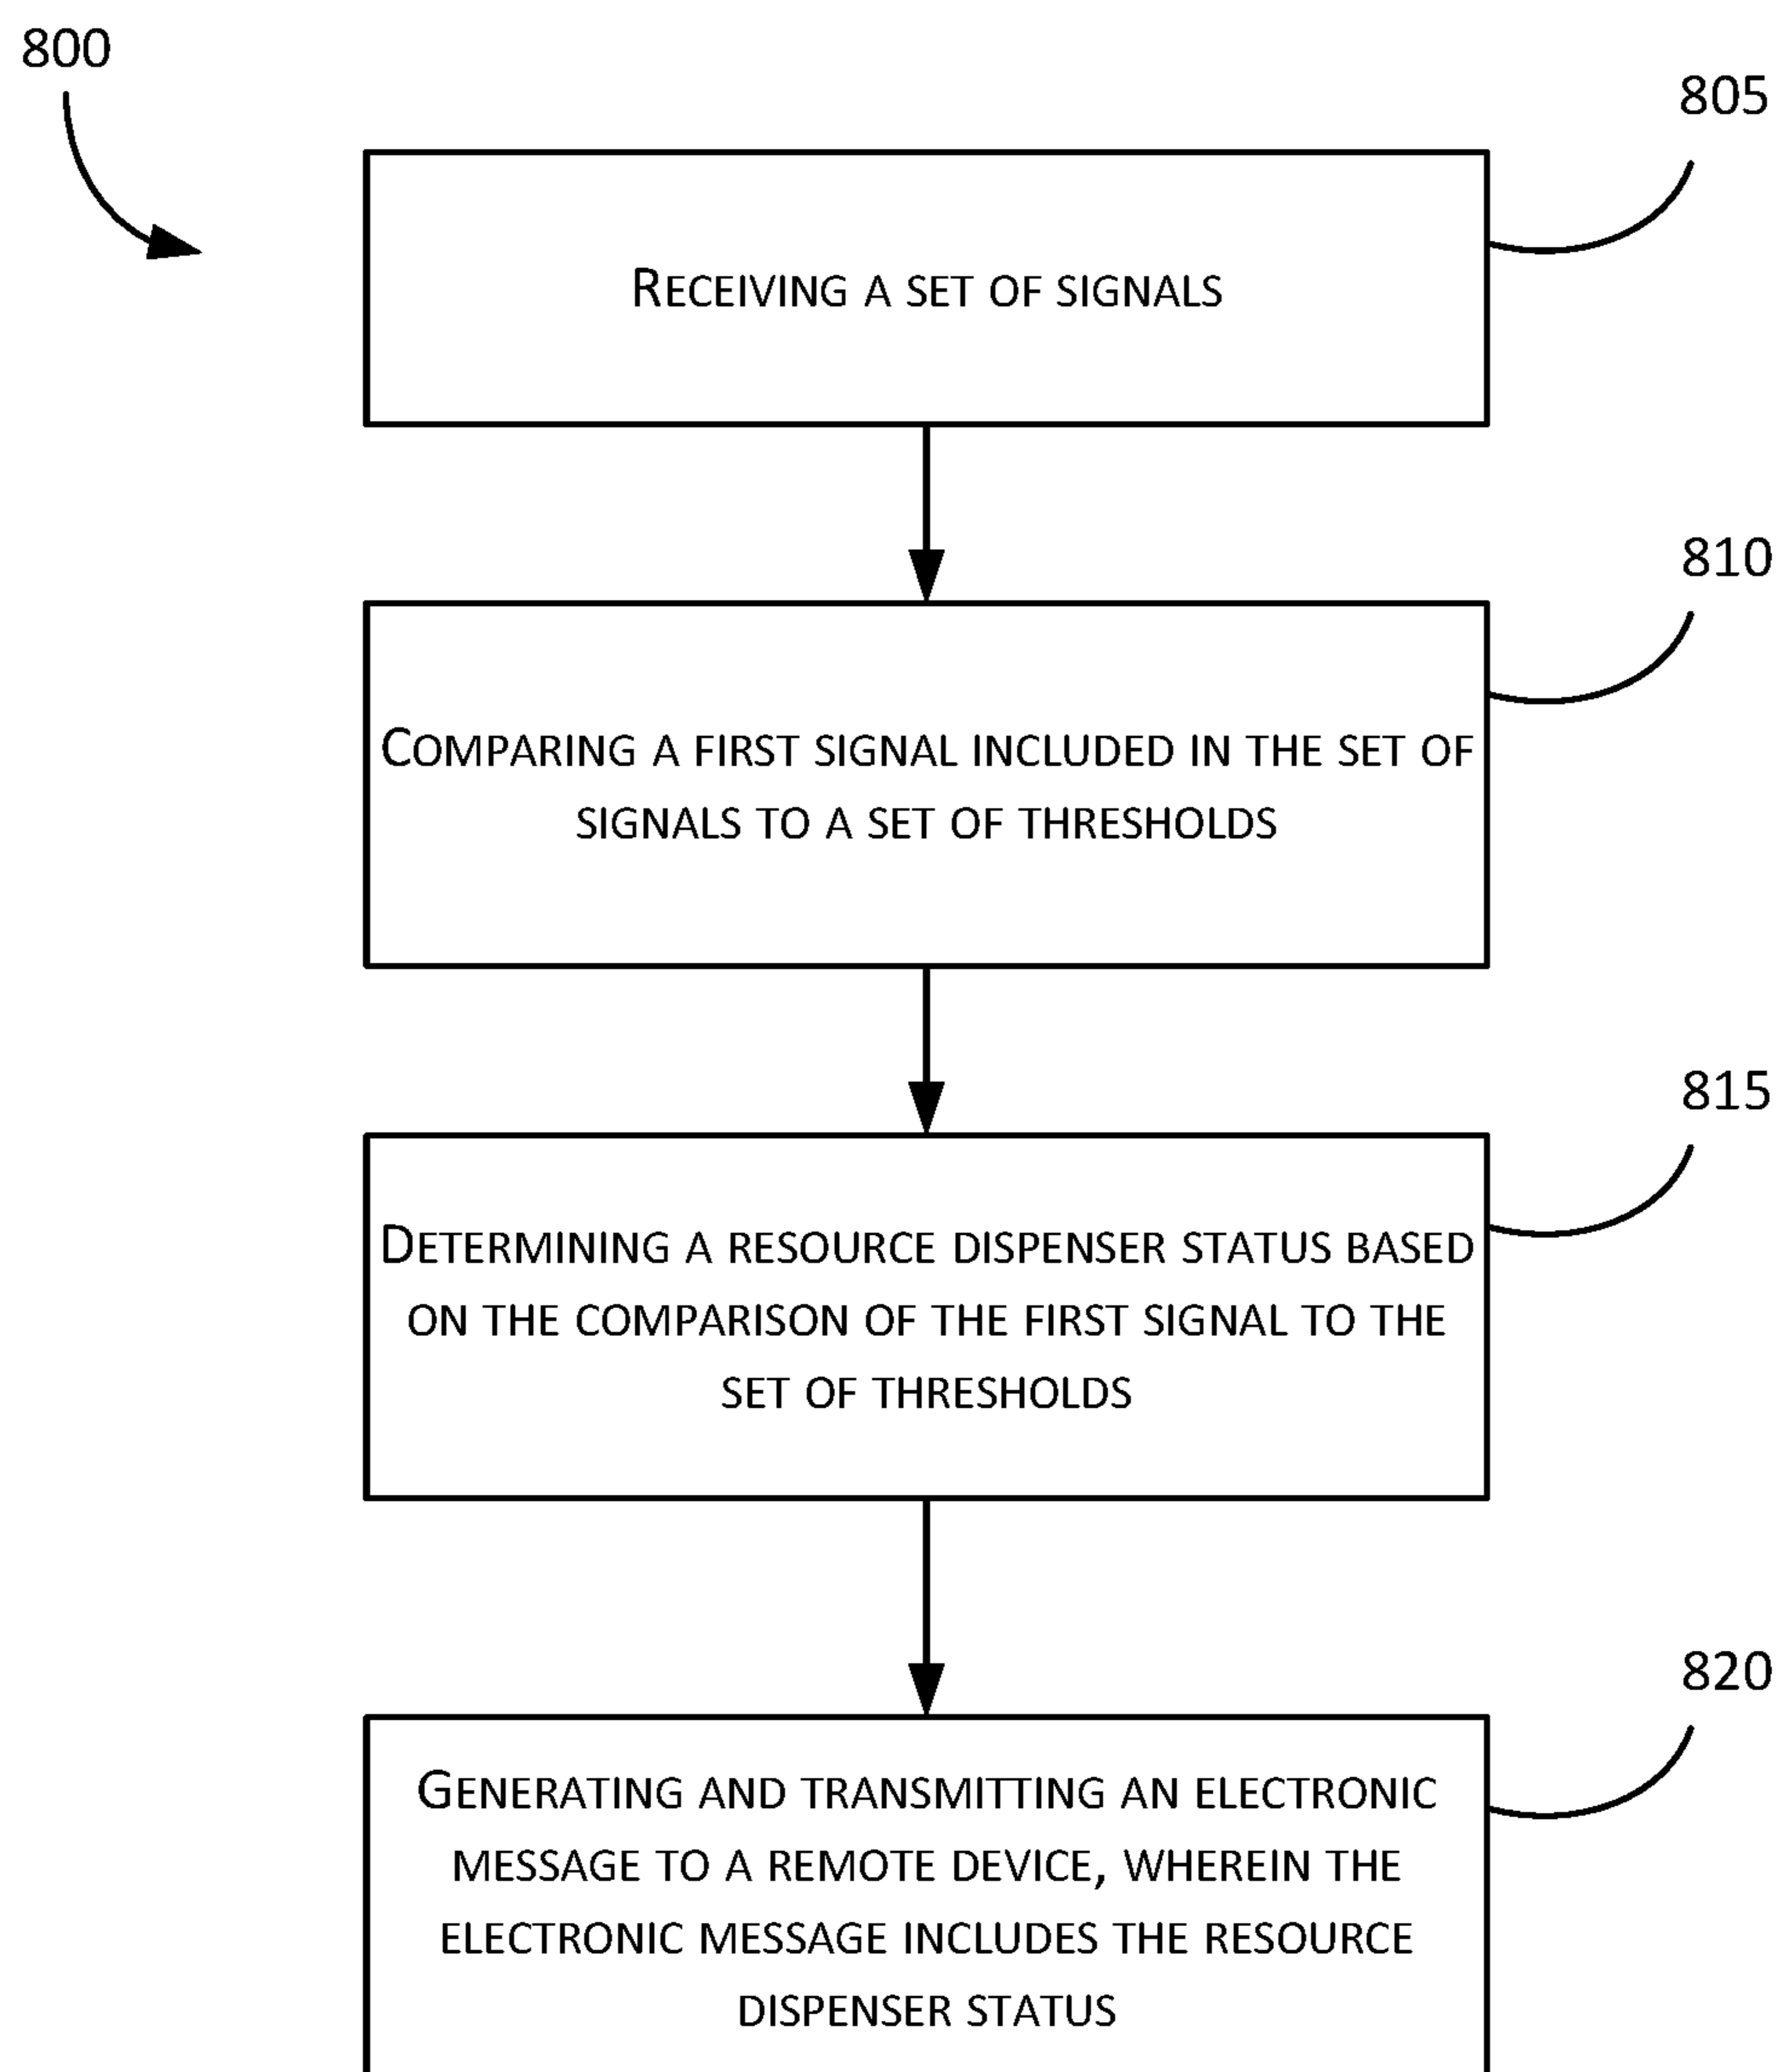 800
805
RECEIVING A SET OF SIGNALS
810
COMPARING A FIRST SIGNAL INCLUDED IN THE SET OF
SIGNALS TO A SET OF THRESHOLDS
815
DETERMINING A RESOURCE DISPENSER STATUS BASED
ON THE COMPARISON OF THE FIRST SIGNAL TO THE
SET OF THRESHOLDS
820
GENERATING AND TRANSMITTING AN ELECTRONIC
MESSAGE TO A REMOTE DEVICE, WHEREIN THE
ELECTRONIC MESSAGE INCLUDES THE RESOURCE
DISPENSER STATUS